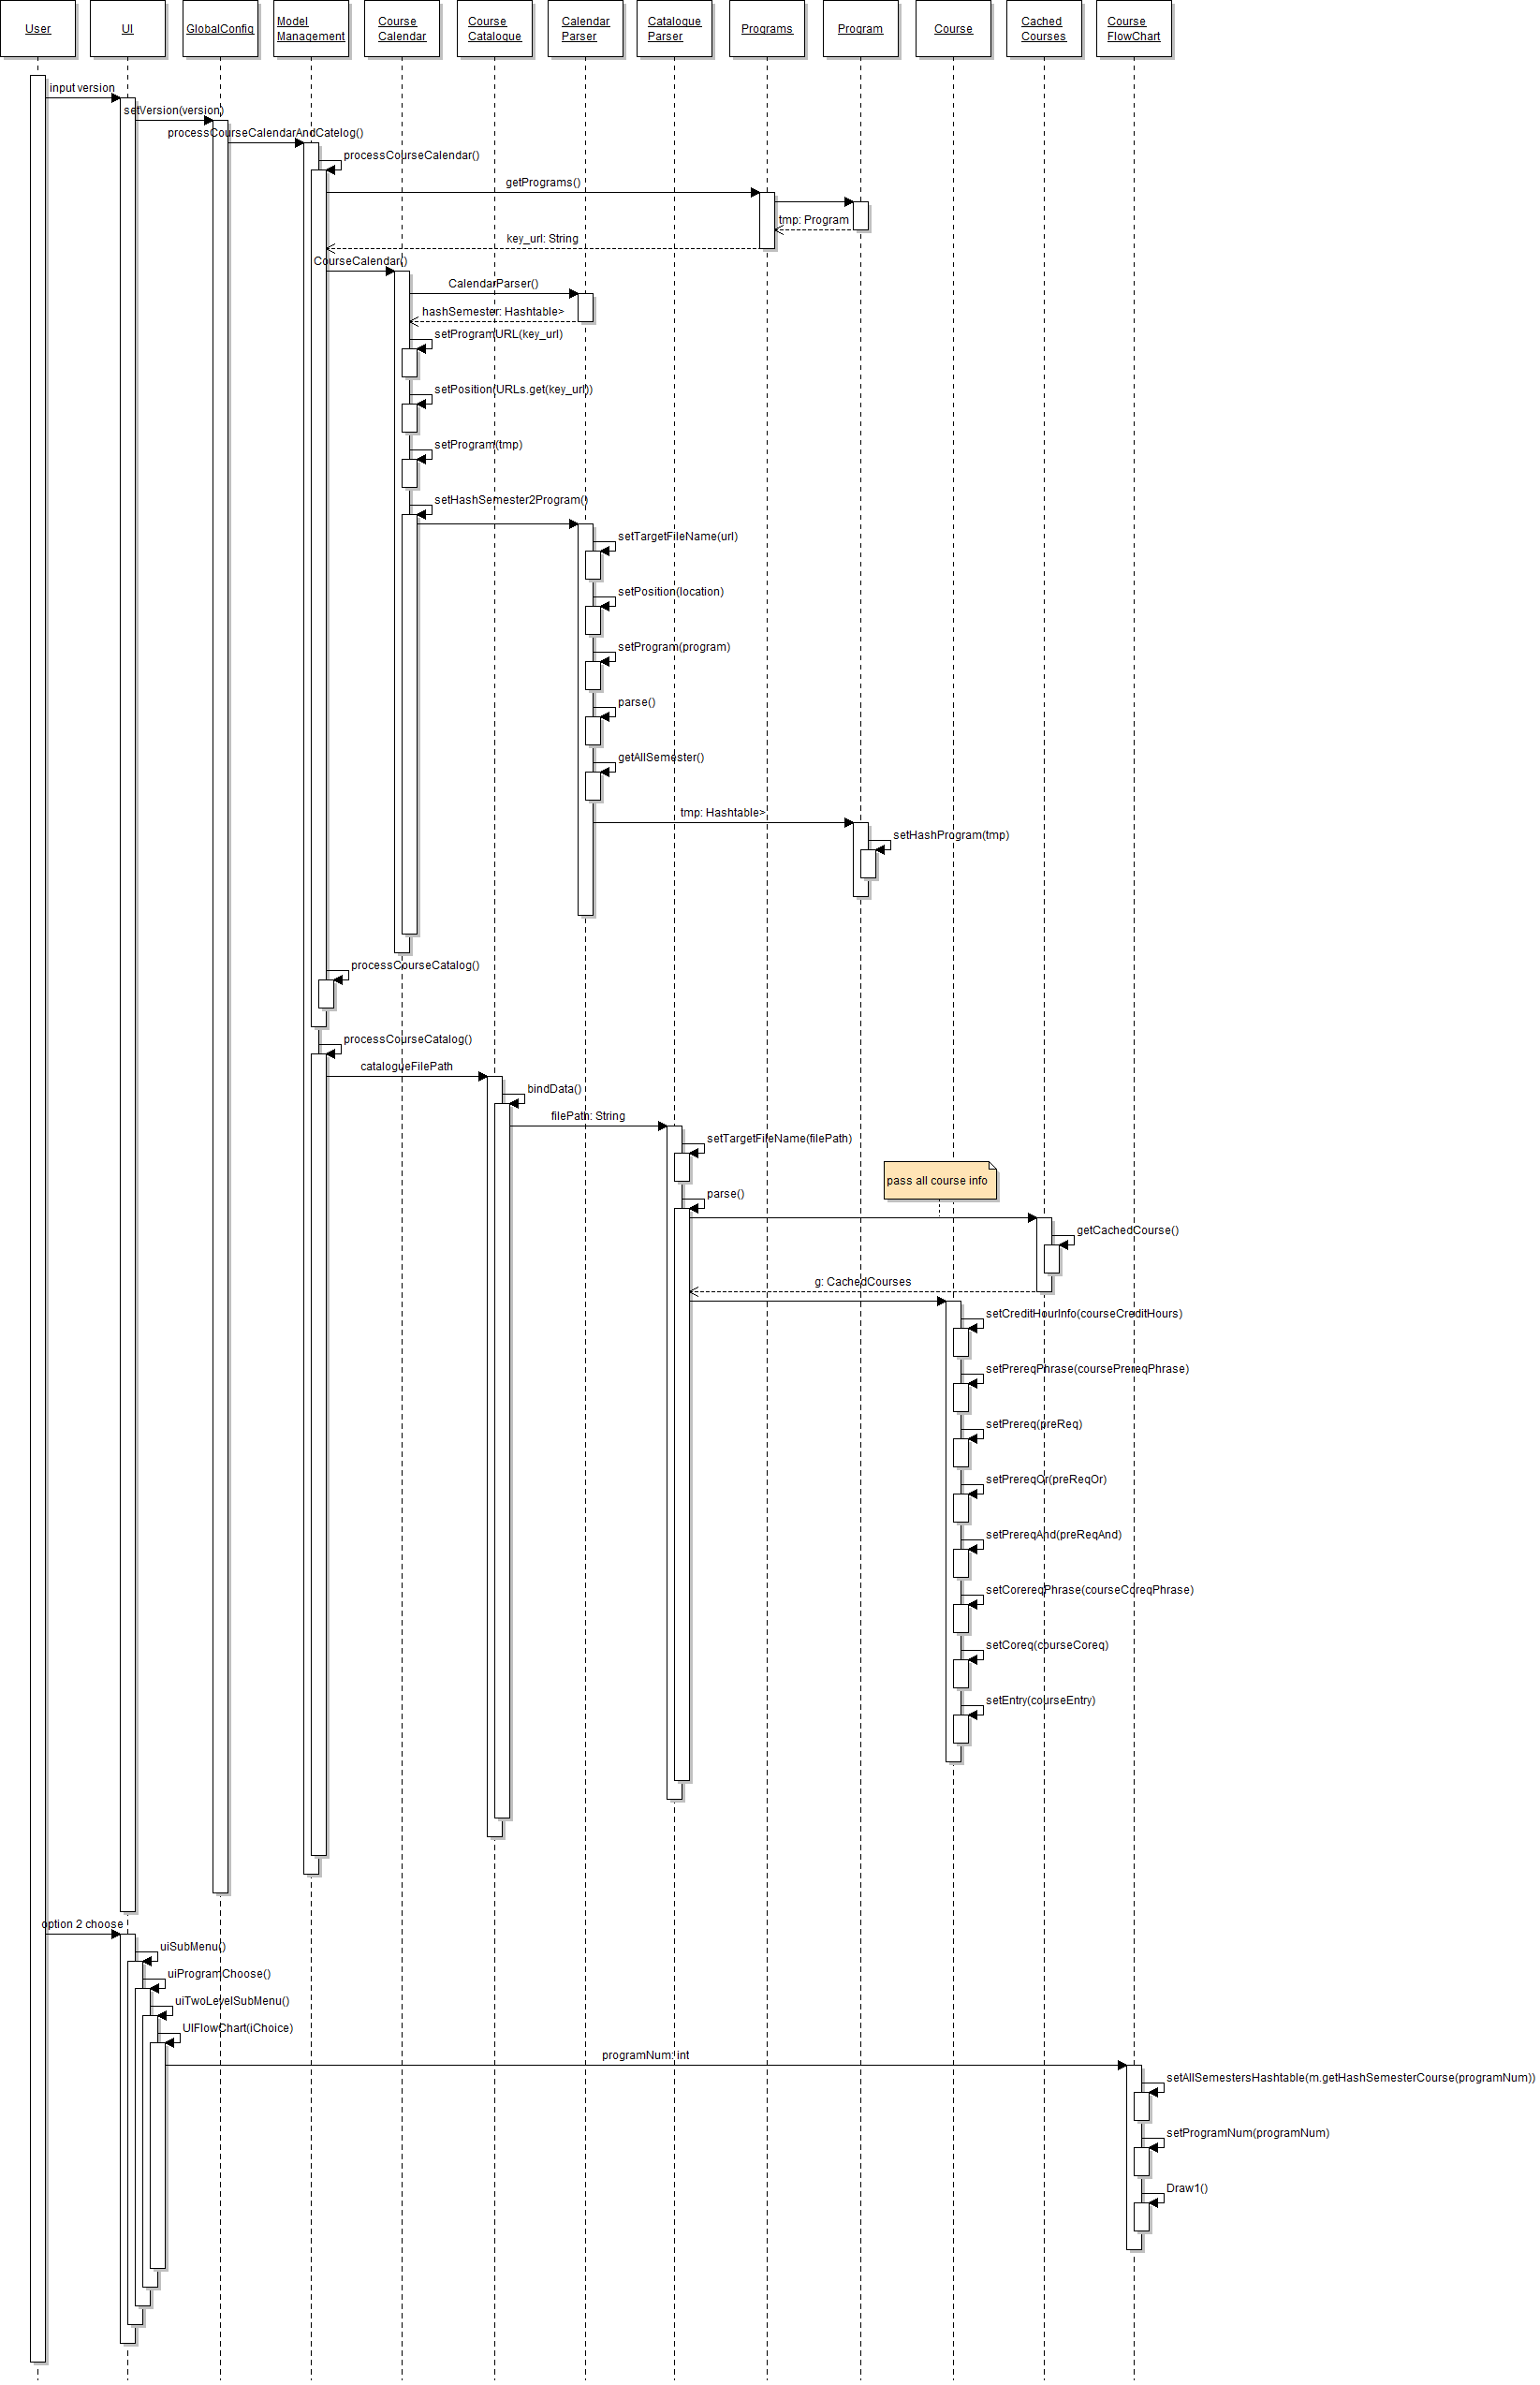 User
UI
GlobalConfig
Model
Management
Course
Calendar
Course
Catalogue
Calendar
Parser
Catalogue
Parser
Programs
Program
Course
Cached
Courses
Course
FlowChart
input version
setVersion(version)
processCourseCalendarAndCatelog()
processCourseCalendar()
getPrograms()
tmp: Program
key_url: String
CourseCalendar()
CalendarParser()
hashSemester: Hashtable>
setProgramURL(key_url)
setPosition(URLs.get(key_url))
setProgram(tmp)
setHashSemester2Program()
setTargetFileName(url)
setPosition(location)
setProgram(program)
parse()
getAllSemester()
tmp: Hashtable>
setHashProgram(tmp)
processCourseCatalog()
processCourseCatalog()
catalogueFilePath
bindData()
filePath: String
setTargetFileName(filePath)
pass all course info
parse()
getCachedCourse()
g: CachedCourses
setCreditHourInfo(courseCreditHours)
setPrereqPhrase(coursePrereqPhrase)
setPrereq(preReq)
setPrereqOr(preReqOr)
setPrereqAnd(preReqAnd)
setCorereqPhrase(courseCoreqPhrase)
setCoreq(courseCoreq)
setEntry(courseEntry)
option 2 choose
uiSubMenu()
uiProgramChoose()
uiTwoLevelSubMenu()
UIFlowChart(iChoice)
programNum: int
setAllSemestersHashtable(m.getHashSemesterCourse(programNum))
setProgramNum(programNum)
Draw1()